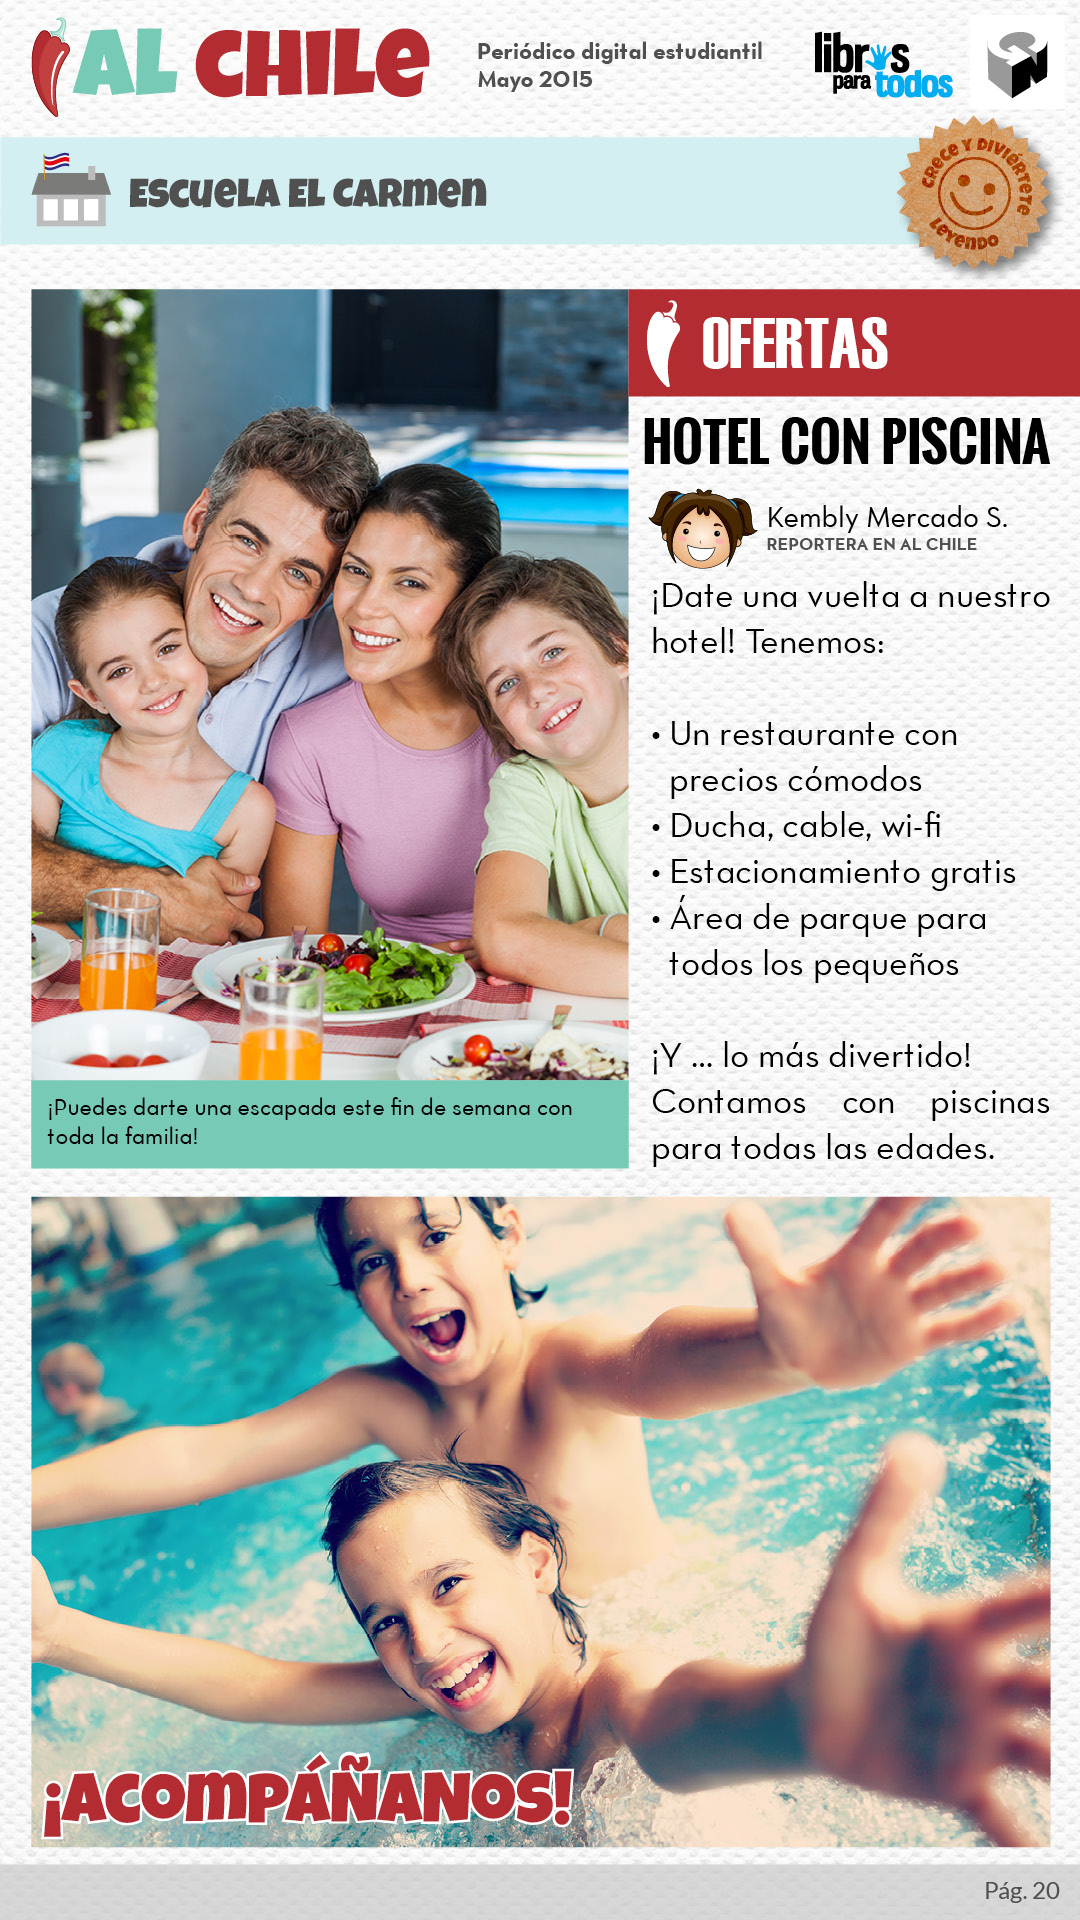 AL CHILE
Periódico digital estudiantil
Mayo 2015
libros
para todos
GN
ESCUELA EL CARMEN
CRECE Y DIVIÉRTETE
LEYENDO
OFERTAS
HOTEL CON PISCINA
Kembly Mercado S.
REPORTERA EN AL CHILE
¡Date una vuelta a nuestro
hotel! Tenemos:
• Un restaurante con
precios cómodos
• Ducha, cable, wi-fi
• Estacionamiento gratis
• Área de parque para
todos los pequeños
¡Y ... lo más divertido!
Contamos con piscinas
para todas las edades.
¡Puedes darte una escapada este fin de semana con
toda la familia!
¡ACOMPÁÑANOS!
Pág. 20